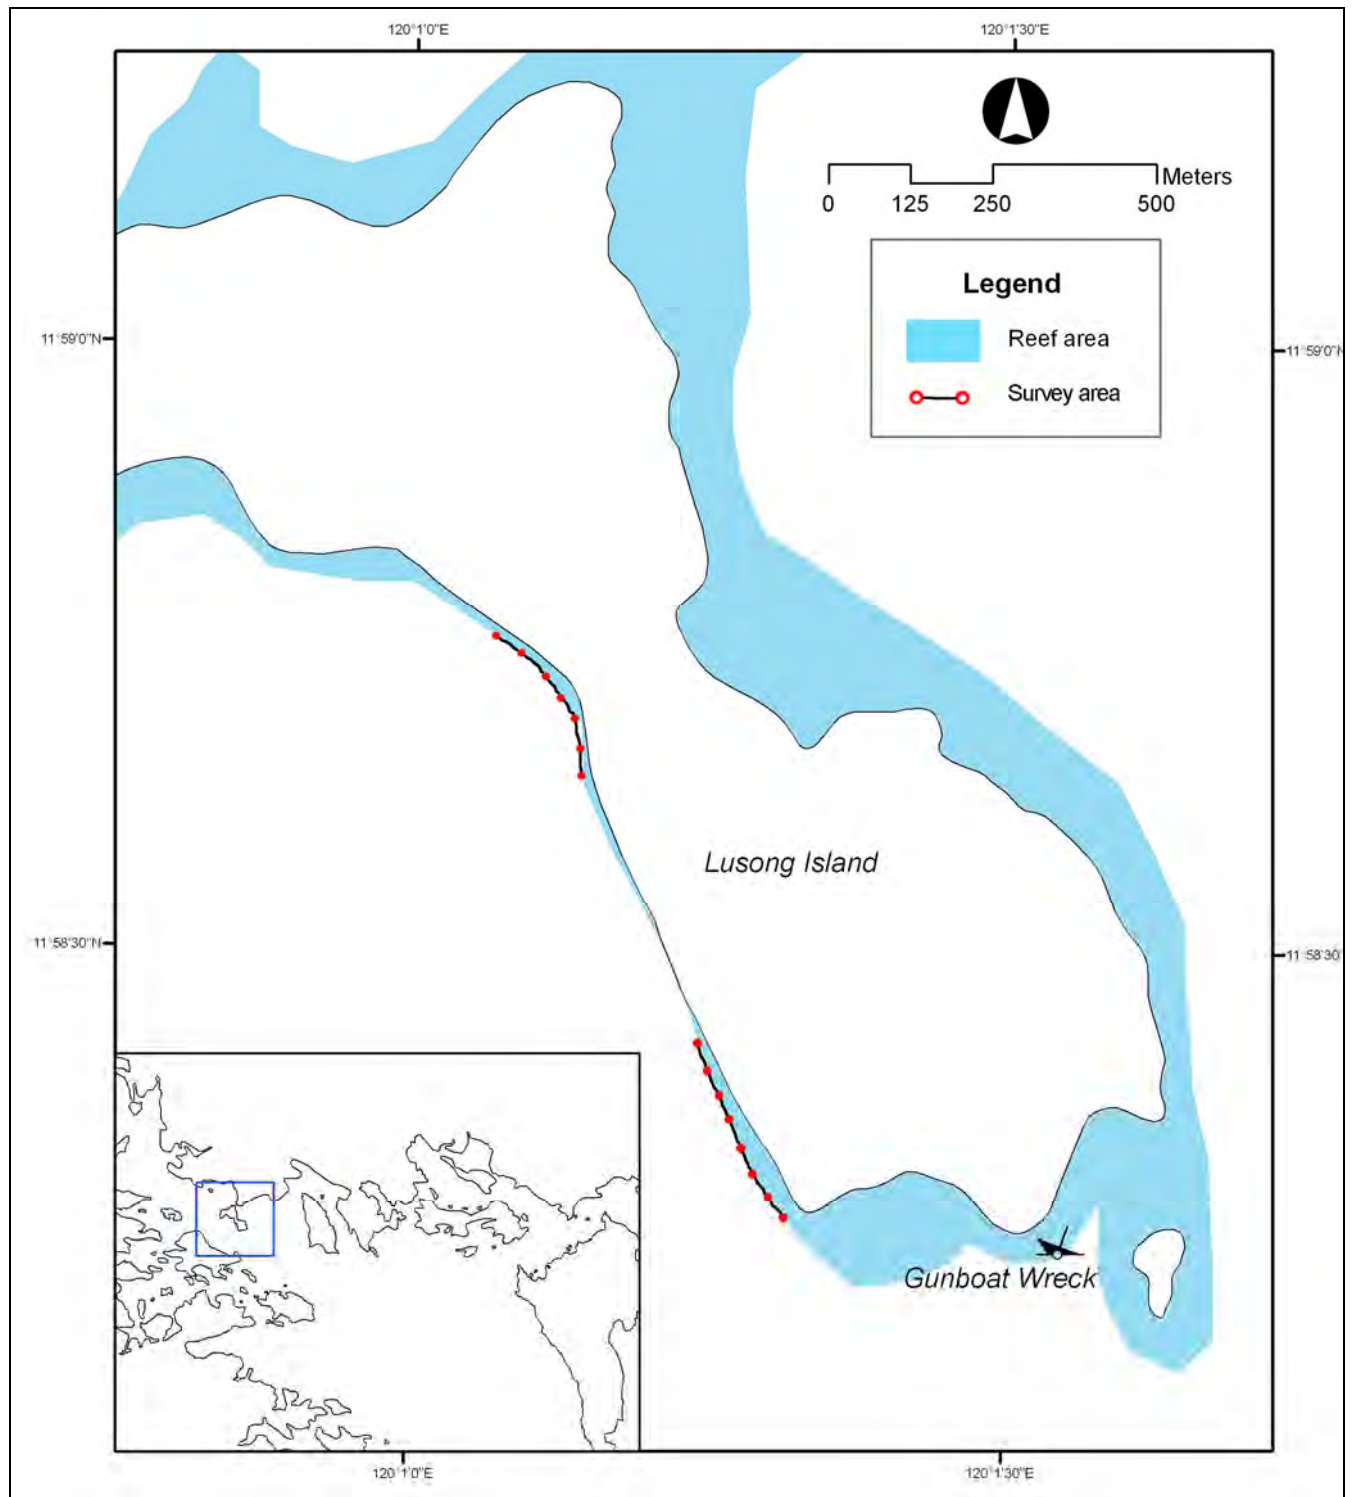 120°1'0"E
120°1'30"E
Meters
0 125 250 500
Legend
Reef area
Survey area
11°59'0"N
11°59'0"N
Lusong Island
11°58'30"N
11°58'30"
Gunboat Wreck
120°1'0"E
120°1'30"E